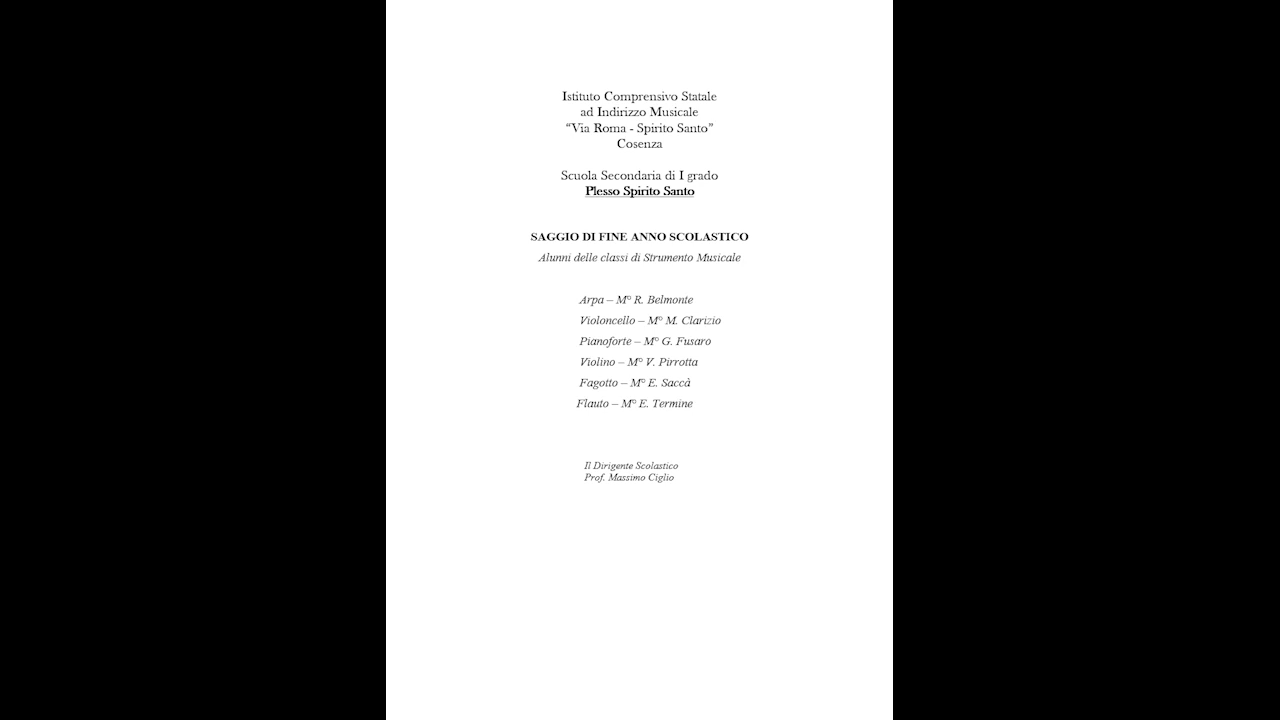 Istituto Comprensivo Statale
ad Indirizzo Musicale
“Via Roma - Spirito Santo”
Cosenza
Scuola Secondaria di I grado
Plesso Spirito Santo
SAGGIO DI FINE ANNO SCOLASTICO
Alunni delle classi di Strumento Musicale
Arpa – M° R. Belmonte
Violoncello – M° M. Clarizio
Pianoforte – M° G. Fusaro
Violino – M° V. Pirrotta
Fagotto – M° E. Saccà
Flauto – M° E. Termine
Il Dirigente Scolastico
Prof. Massimo Ciglio